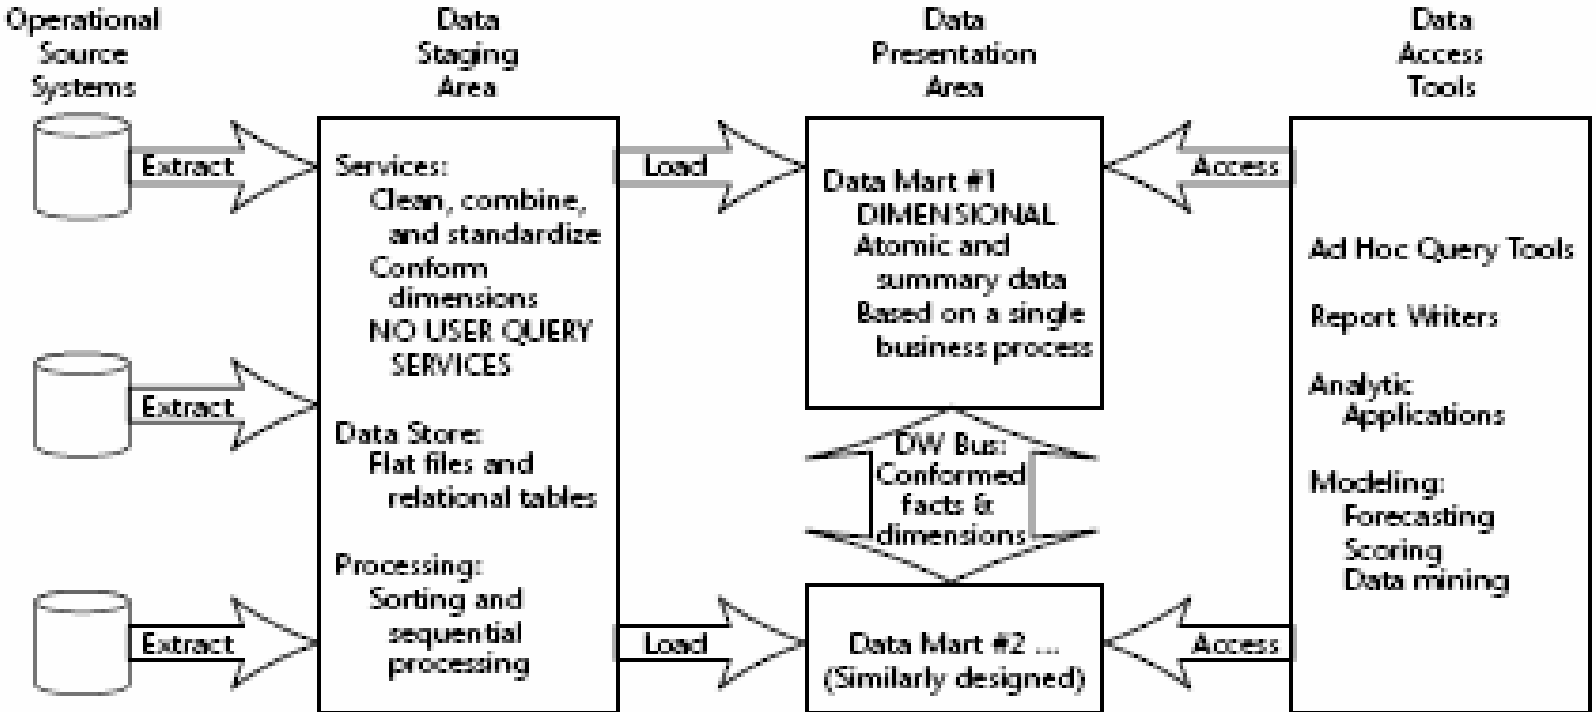 Operational
Source
Systems
Data
Staging
Area
Data
Presentation
Area
Data
Access
Tools
Extract
Extract
Extract
Services:
Clean, combine,
and standardize
Conform
dimensions
NO USER QUERY
SERVICES
Data Store:
Flat files and
relational tables
Processing:
Sorting and
sequential
processing
Load
Load
Data Mart #1
DIMENSIONAL
Atomic and
summary data
Based on a single
business process
DW Bus:
Conformed
facts &
dimensions
Data Mart #2 ...
(Similarly designed)
Access
Access
Ad Hoc Query Tools
Report Writers
Analytic
Applications
Modeling:
Forecasting
Scoring
Data mining